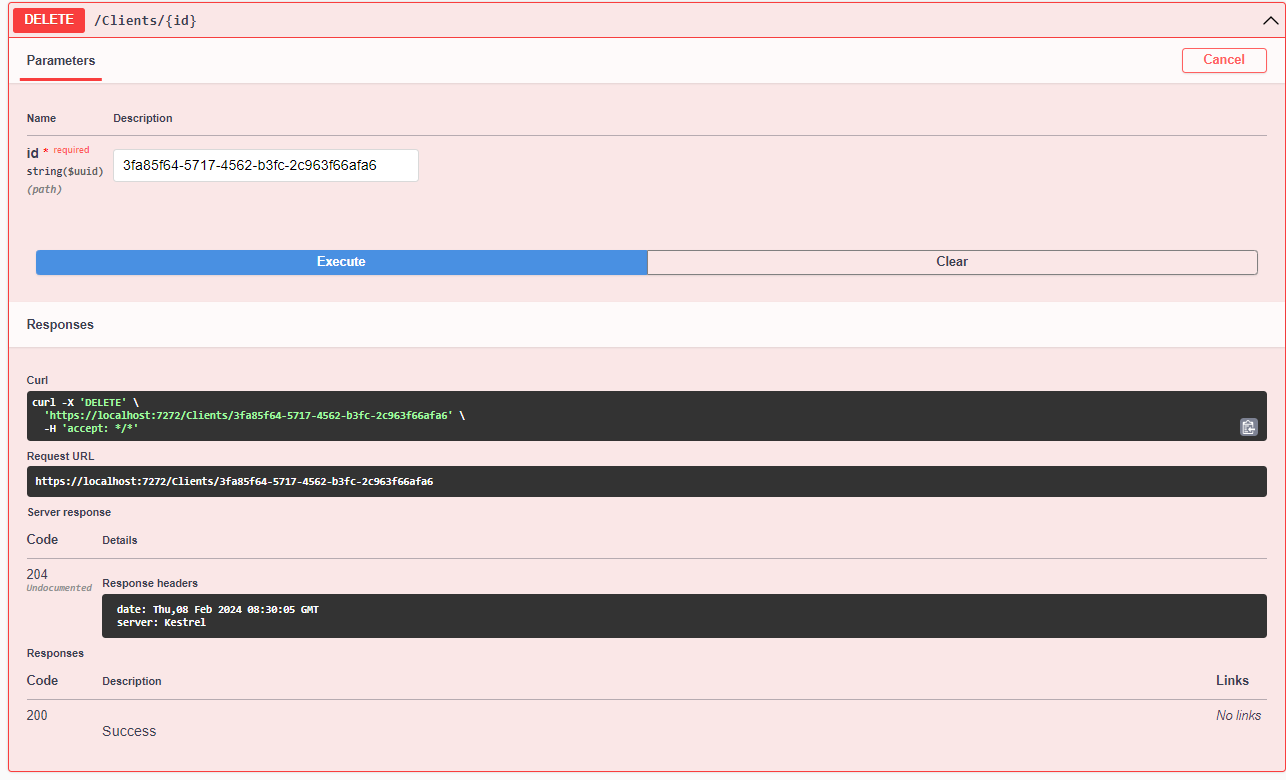 DELETE /Clients/{id}
Parameters Cancel
Name Description
id * required
string($uuid)
(path)
3fa85f64-5717-4562-b3fc-2c963f66afa6
Execute Clear
Responses
Curl
curl -X 'DELETE' \
  'https://localhost:7272/Clients/3fa85f64-5717-4562-b3fc-2c963f66afa6' \
  -H 'accept: */*'
Request URL
https://localhost:7272/Clients/3fa85f64-5717-4562-b3fc-2c963f66afa6
Server response
Code Details
204
Undocumented
Response headers
date: Thu,08 Feb 2024 08:30:05 GMT
server: Kestrel
Responses
Code Description Links
200 No links
Success